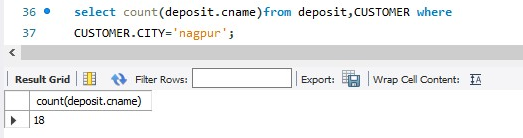 36 select count(deposit.cname)from deposit,CUSTOMER where
37 CUSTOMER.CITY='nagpur';
Result Grid Filter Rows: Export: Wrap Cell Content: IA
count(deposit.cname)
18